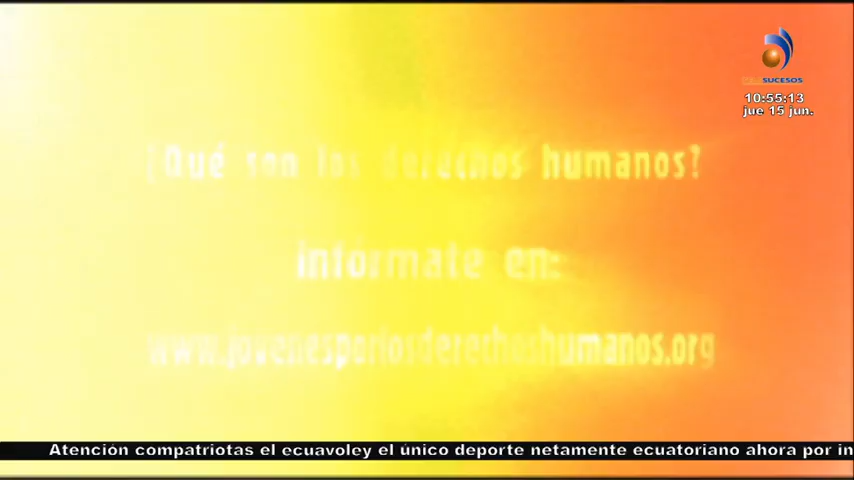 SUCESOS
10:55:13
jue 15 jun.
¿Qué son los derechos humanos?
infórmate en:
www.jovenesporlosderechoshumanos.org
Atención compatriotas el ecuavoley el único deporte netamente ecuatoriano ahora por in